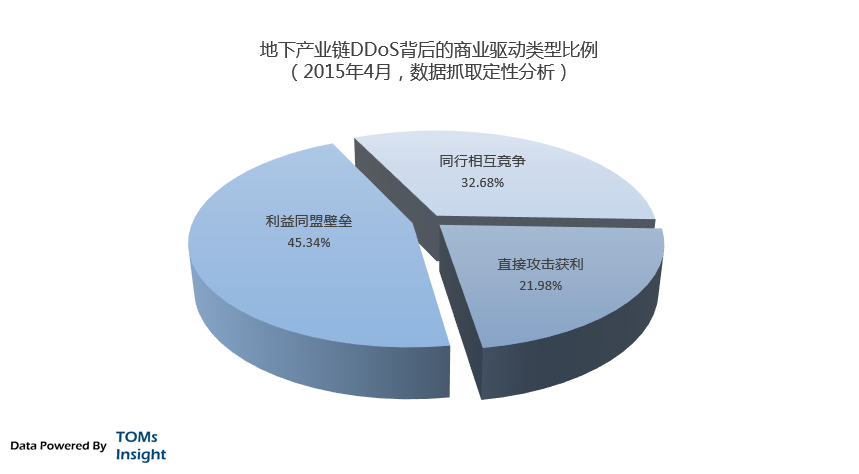 地下产业链DDoS背后的商业驱动类型比例
（2015年4月，数据抓取定性分析）
同行相互竞争
32.68%
利益同盟壁垒
45.34%
直接攻击获利
21.98%
Data Powered By
TOMs
Insight